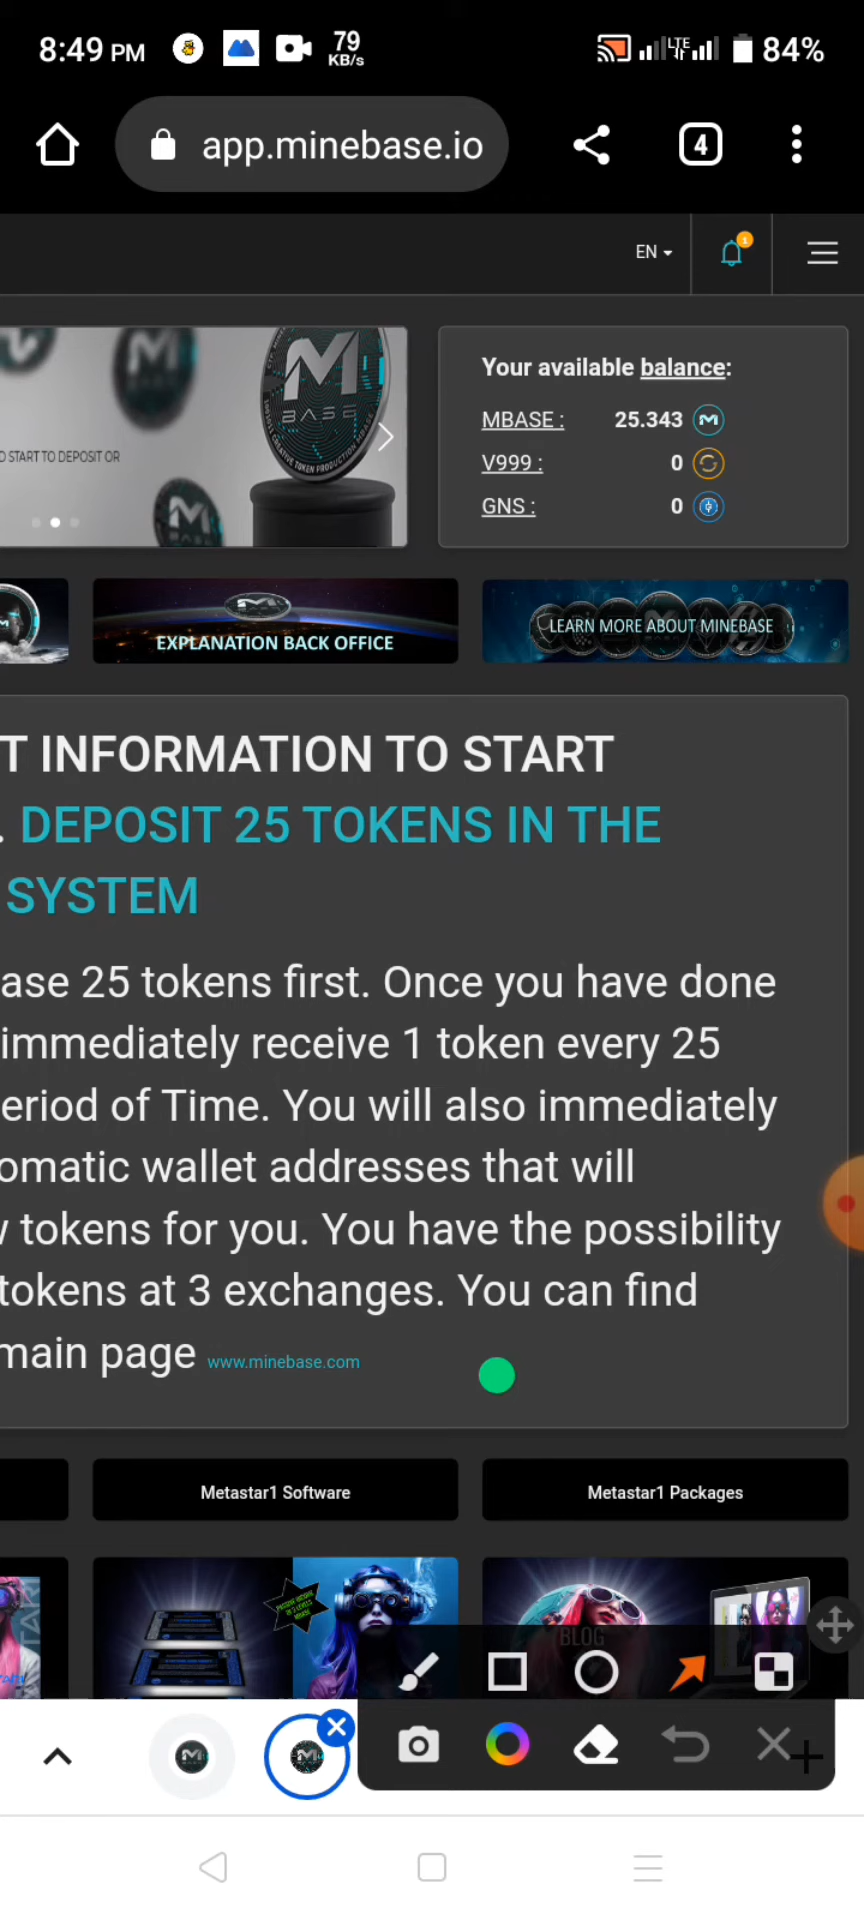 8:49 PM
79
KB/s
LTE
84%
app.minebase.io
4
EN
1
Your available balance:
MBASE : 25.343
V999 : 0
GNS : 0
O START TO DEPOSIT OR
M
BASE
EXPLANATION BACK OFFICE
LEARN MORE ABOUT MINEBASE
T INFORMATION TO START
. DEPOSIT 25 TOKENS IN THE
SYSTEM
ase 25 tokens first. Once you have done
immediately receive 1 token every 25
eriod of Time. You will also immediately
omatic wallet addresses that will
tokens for you. You have the possibility
tokens at 3 exchanges. You can find
main page www.minebase.com
Metastar1 Software
Metastar1 Packages
BLOG